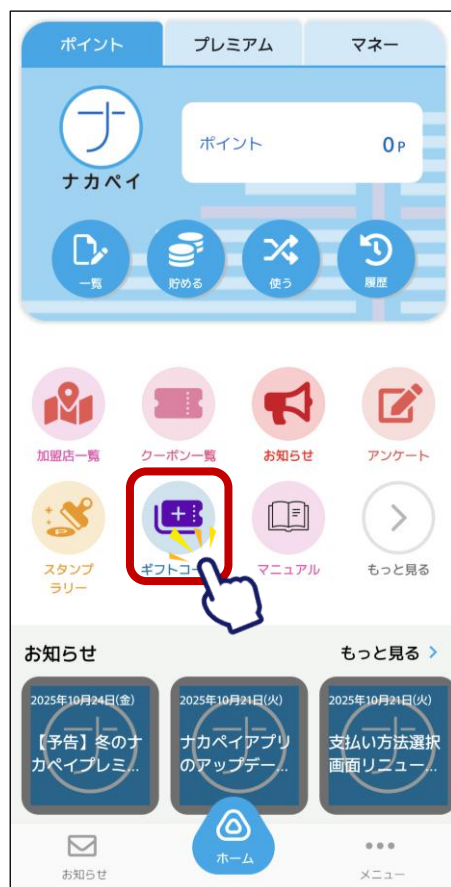 ポイント
プレミアム
マネー
ナカペイ
ポイント
0P
一覧
貯める
使う
履歴
加盟店一覧
クーポン一覧
お知らせ
アンケート
スタンプ
ラリー
ギフトコー
マニュアル
もっと見る
お知らせ
もっと見る
2025年10月24日(金)
【予告】冬のナ
カペイプレミ...
2025年10月21日(火)
ナカペイアプリ
のアップデー...
2025年10月21日(火)
支払い方法選択
画面リニュー...
お知らせ
ホーム
メニュー